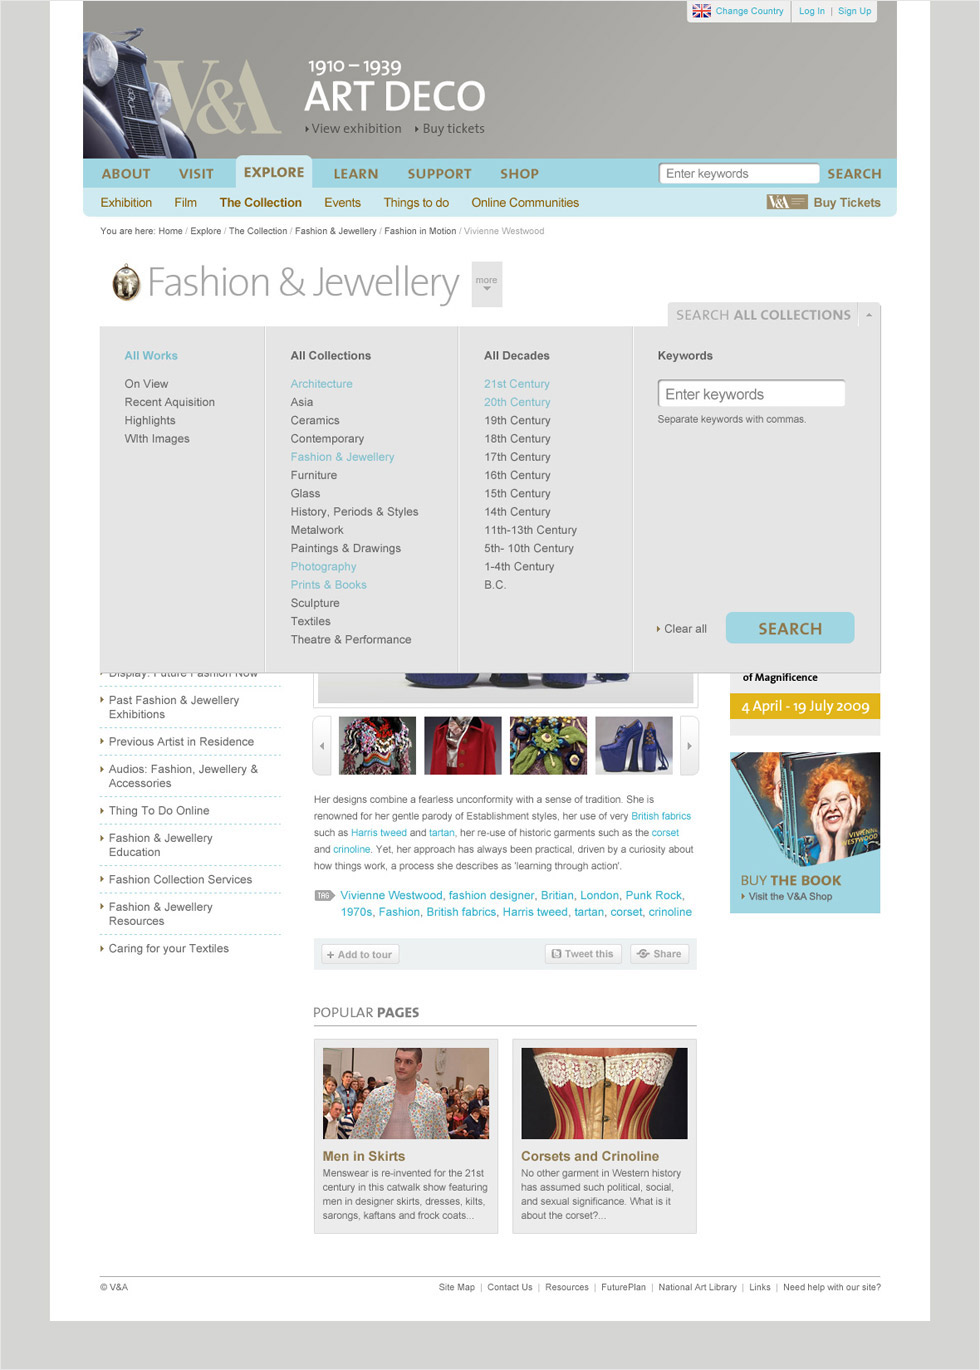 Change Country
Log In | Sign Up
V&A
1910 – 1939
ART DECO
View exhibition Buy tickets
ABOUT VISIT EXPLORE LEARN SUPPORT SHOP
Enter keywords SEARCH
Exhibition Film The Collection Events Things to do Online Communities
V&A Buy Tickets
You are here: Home / Explore / The Collection / Fashion & Jewellery / Fashion in Motion / Vivienne Westwood
Fashion & Jewellery
more
SEARCH ALL COLLECTIONS
All Works
On View
Recent Aquisition
Highlights
WIth Images
All Collections
Architecture
Asia
Ceramics
Contemporary
Fashion & Jewellery
Furniture
Glass
History, Periods & Styles
Metalwork
Paintings & Drawings
Photography
Prints & Books
Sculpture
Textiles
Theatre & Performance
All Decades
21st Century
20th Century
19th Century
18th Century
17th Century
16th Century
15th Century
14th Century
11th-13th Century
5th- 10th Century
1-4th Century
B.C.
Keywords
Enter keywords
Separate keywords with commas.
Clear all
SEARCH
Display: Future Fashion Now
Past Fashion & Jewellery
Exhibitions
Previous Artist in Residence
Audios: Fashion, Jewellery &
Accessories
Thing To Do Online
Fashion & Jewellery
Education
Fashion Collection Services
Fashion & Jewellery
Resources
Caring for your Textiles
Her designs combine a fearless unconformity with a sense of tradition. She is
renowned for her gentle parody of Establishment styles, her use of very British fabrics
such as Harris tweed and tartan, her re-use of historic garments such as the corset
and crinoline. Yet, her approach has always been practical, driven by a curiosity about
how things work, a process she describes as 'learning through action'.
TAG Vivienne Westwood, fashion designer, Britian, London, Punk Rock,
1970s, Fashion, British fabrics, Harris tweed, tartan, corset, crinoline
+ Add to tour
Tweet this
Share
of Magnificence
4 April - 19 July 2009
VIVIENNE
WESTWOOD
BUY THE BOOK
Visit the V&A Shop
POPULAR PAGES
Men in Skirts
Menswear is re-invented for the 21st
century in this catwalk show featuring
men in designer skirts, dresses, kilts,
sarongs, kaftans and frock coats...
Corsets and Crinoline
No other garment in Western history
has assumed such political, social,
and sexual significance. What is it
about the corset?...
© V&A
Site Map | Contact Us | Resources | FuturePlan | National Art Library | Links | Need help with our site?